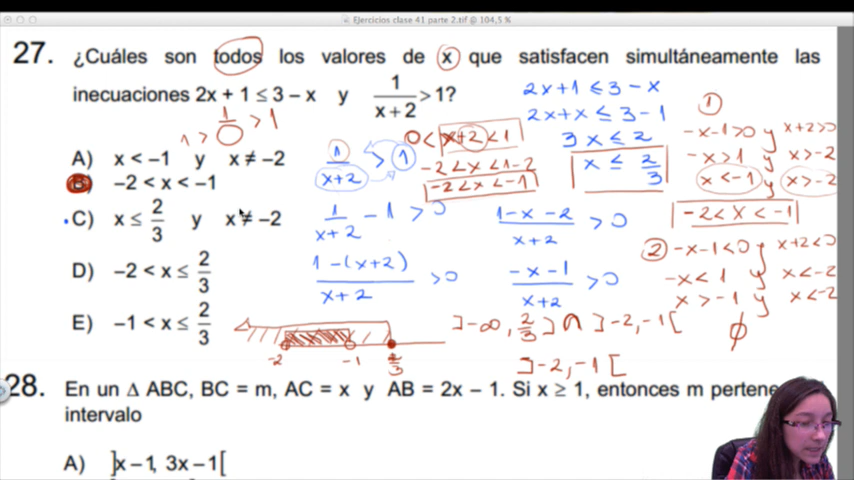 Ejercicios clase 41 parte 2.tif @ 104,5 %
27. ¿Cuáles son todos los valores de x que satisfacen simultáneamente las
inecuaciones 2x + 1 ≤ 3 – x y 1/(x+2) > 1?
1 > 1/0 > 1
A) x < –1 y x ≠ –2
B) –2 < x < –1
C) x ≤ 2/3 y x ≠ –2
D) –2 < x ≤ 2/3
E) –1 < x ≤ 2/3
0 < x+2 < 1
-2 < x < 1-2
-2 < x < -1
1/(x+2) > 1
1/(x+2) - 1 > 0
1-(x+2)/(x+2) > 0
2x+1 ≤ 3-x
2x+x ≤ 3-1
3x ≤ 2
x ≤ 2/3
1-x-2/(x+2) > 0
-x-1/(x+2) > 0
1
-x-1>0 y x+2>0
-x>1 y x>-2
x<-1 y x>-2
-2<x<-1
2 -x-1<0 y x+2<0
-x<1 y x<-2
x>-1 y x<-2
∅
-2 -1 2/3
]-∞, 2/3] ∩ ]-2,-1[
]-2,-1[
28. En un Δ ABC, BC = m, AC = x y AB = 2x – 1. Si x ≥ 1, entonces m pertene
intervalo
A) ]x – 1, 3x – 1[